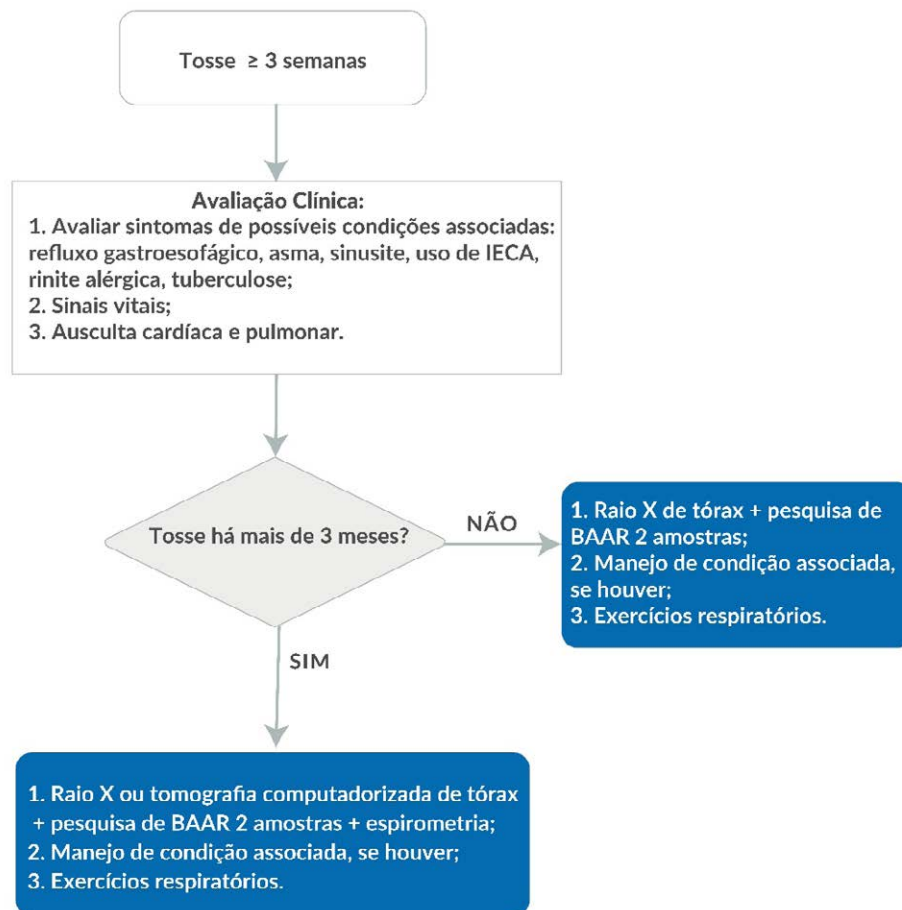 Tosse ≥ 3 semanas
Avaliação Clínica:
1. Avaliar sintomas de possíveis condições associadas:
refluxo gastroesofágico, asma, sinusite, uso de IECA,
rinite alérgica, tuberculose;
2. Sinais vitais;
3. Ausculta cardíaca e pulmonar.
Tosse há mais de 3 meses?
NÃO
1. Raio X de tórax + pesquisa de
BAAR 2 amostras;
2. Manejo de condição associada,
se houver;
3. Exercícios respiratórios.
SIM
1. Raio X ou tomografia computadorizada de tórax
+ pesquisa de BAAR 2 amostras + espirometria;
2. Manejo de condição associada, se houver;
3. Exercícios respiratórios.